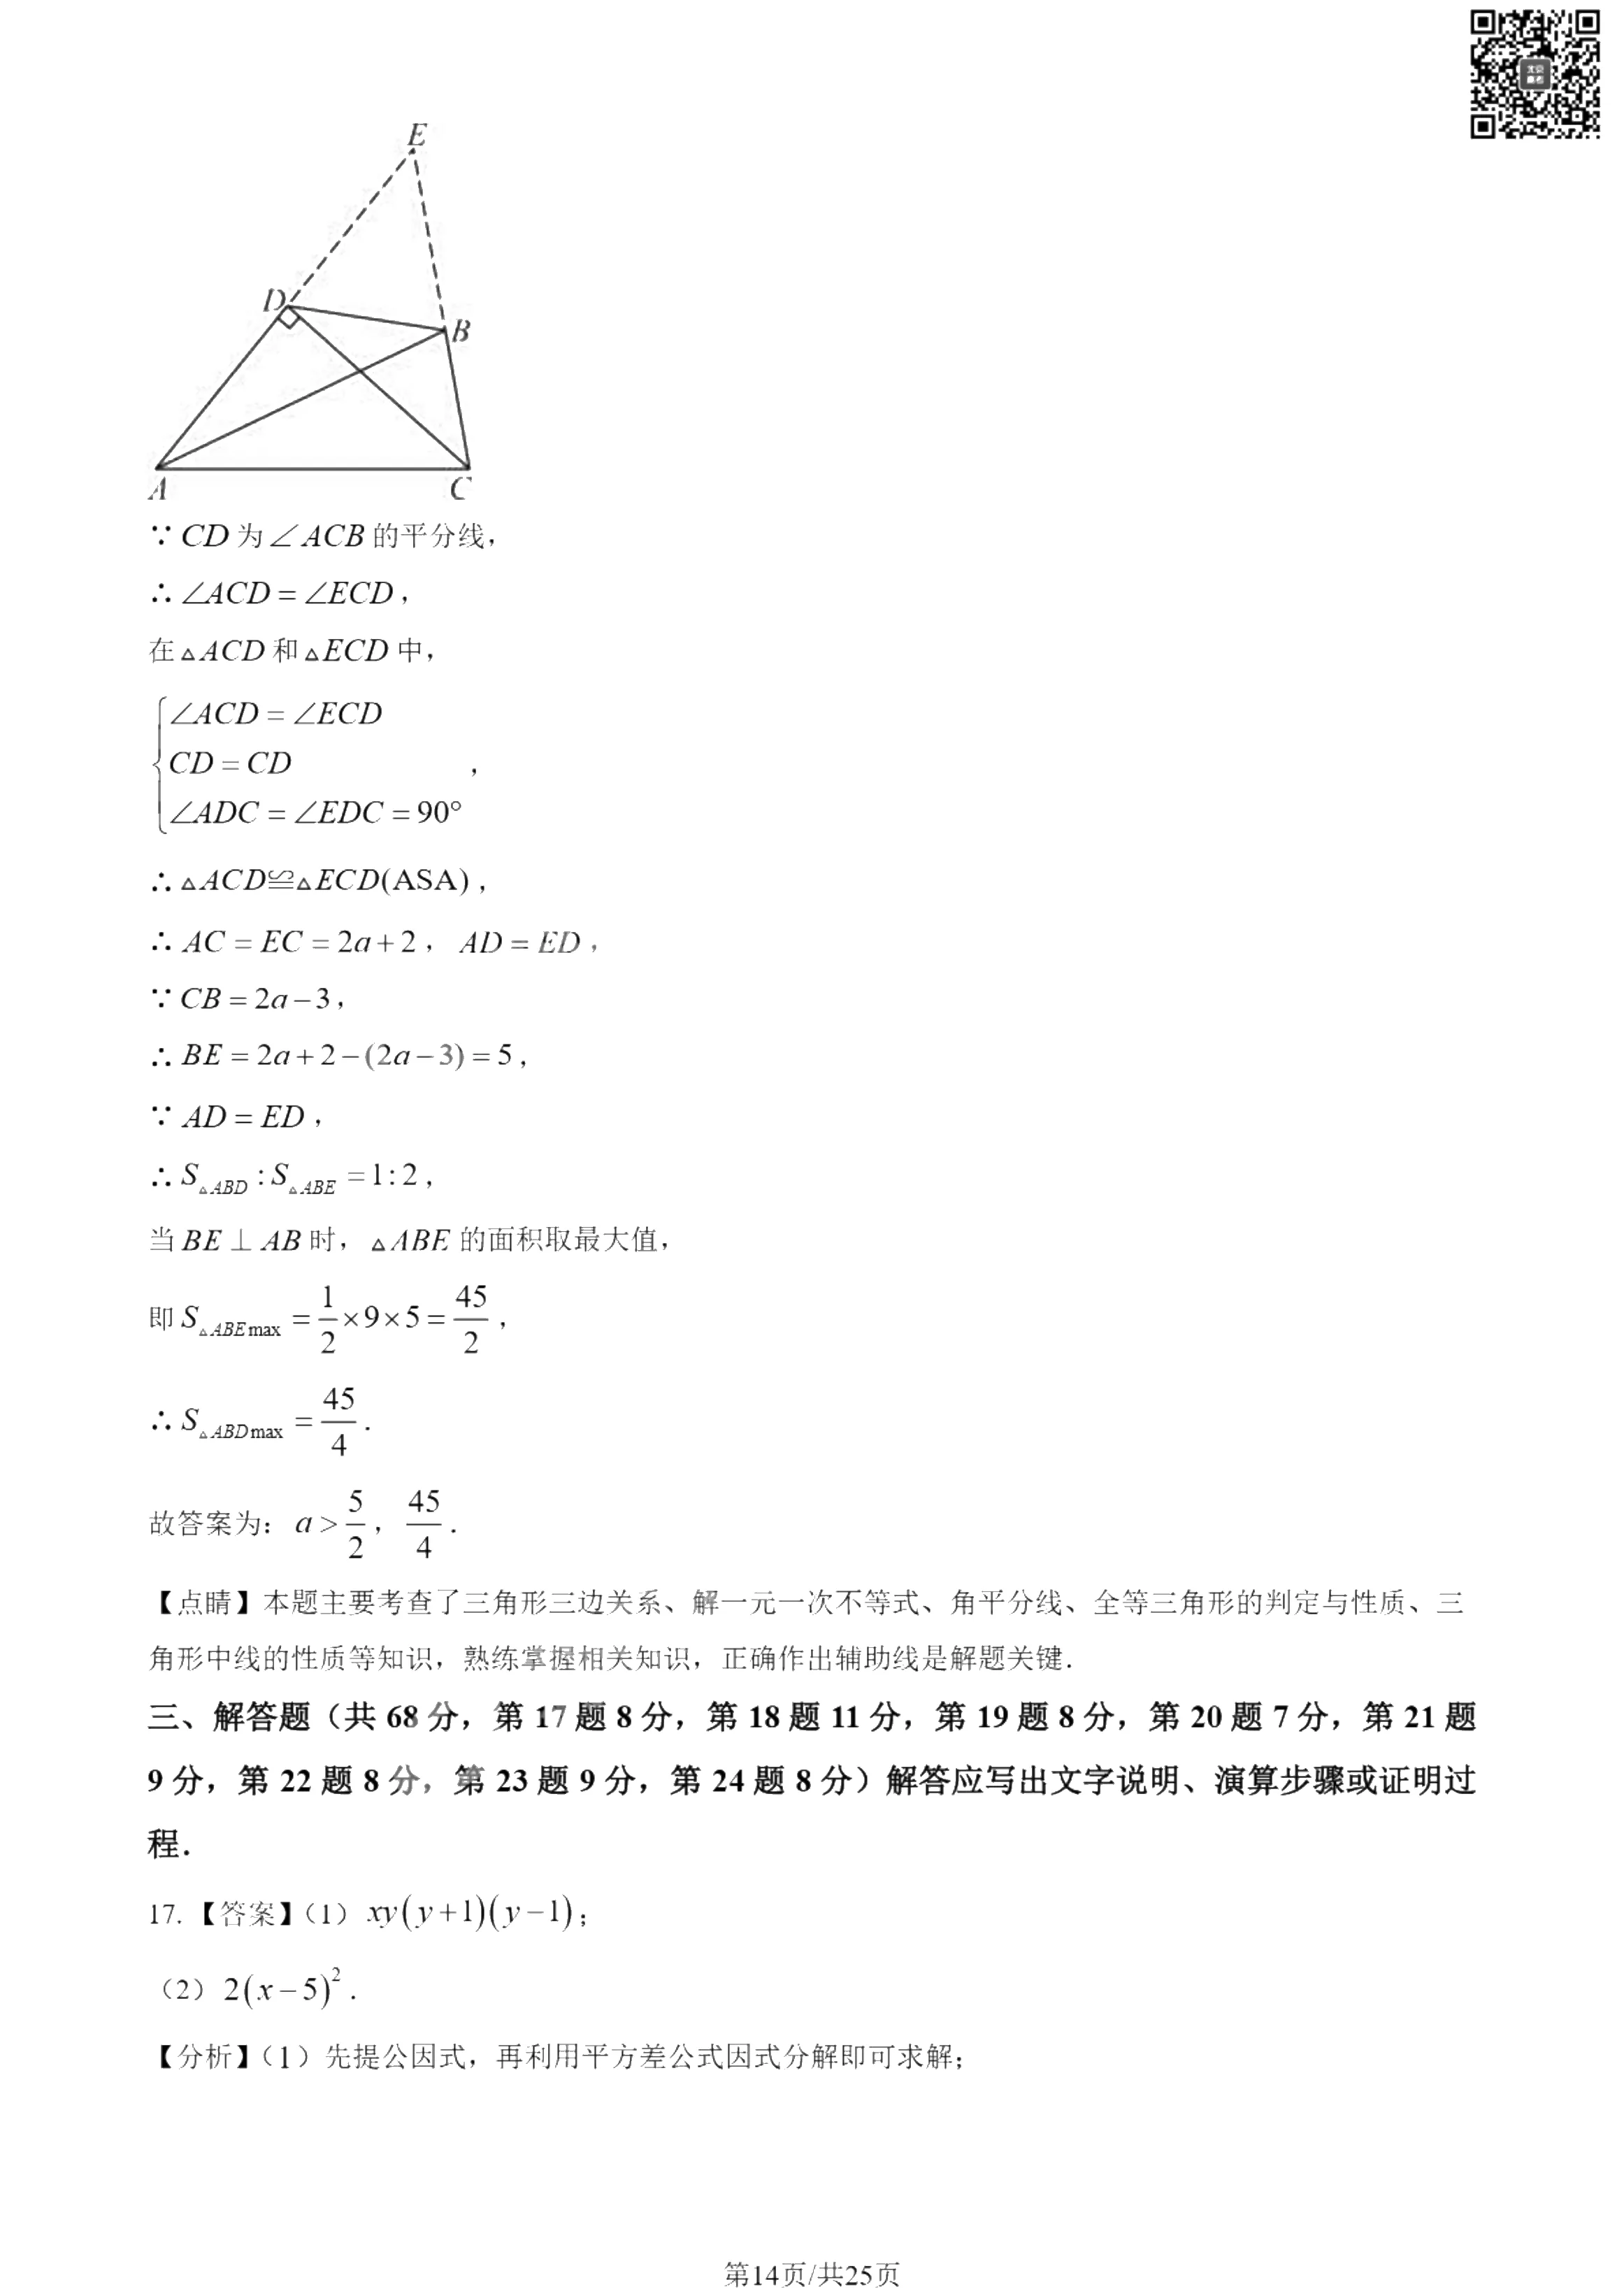 E
D
B
A
C
∵ CD 为∠ ACB 的平分线，
∴ ∠ACD = ∠ECD，
在△ACD 和△ECD 中，
∠ACD = ∠ECD
CD = CD ，
∠ADC = ∠EDC = 90°
∴ △ACD≌△ECD(ASA)，
∴ AC = EC = 2a + 2， AD = ED，
∵ CB = 2a − 3，
∴ BE = 2a + 2 − (2a − 3) = 5，
∵ AD = ED，
∴ S△ABD : S△ABE = 1 : 2，
当 BE ⊥ AB 时，△ABE 的面积取最大值，
即 S△ABE max = 1/2 × 9 × 5 = 45/2，
∴ S△ABD max = 45/4．
故答案为：a > 5/2，45/4．
【点睛】本题主要考查了三角形三边关系、解一元一次不等式、角平分线、全等三角形的判定与性质、三
角形中线的性质等知识，熟练掌握相关知识，正确作出辅助线是解题关键．
三、解答题（共 68 分，第 17 题 8 分，第 18 题 11 分，第 19 题 8 分，第 20 题 7 分，第 21 题
9 分，第 22 题 8 分，第 23 题 9 分，第 24 题 8 分）解答应写出文字说明、演算步骤或证明过
程．
17. 【答案】（1） xy(y+1)(y−1)；
（2）2(x−5)²．
【分析】（1）先提公因式，再利用平方差公式因式分解即可求解；
第14页/共25页